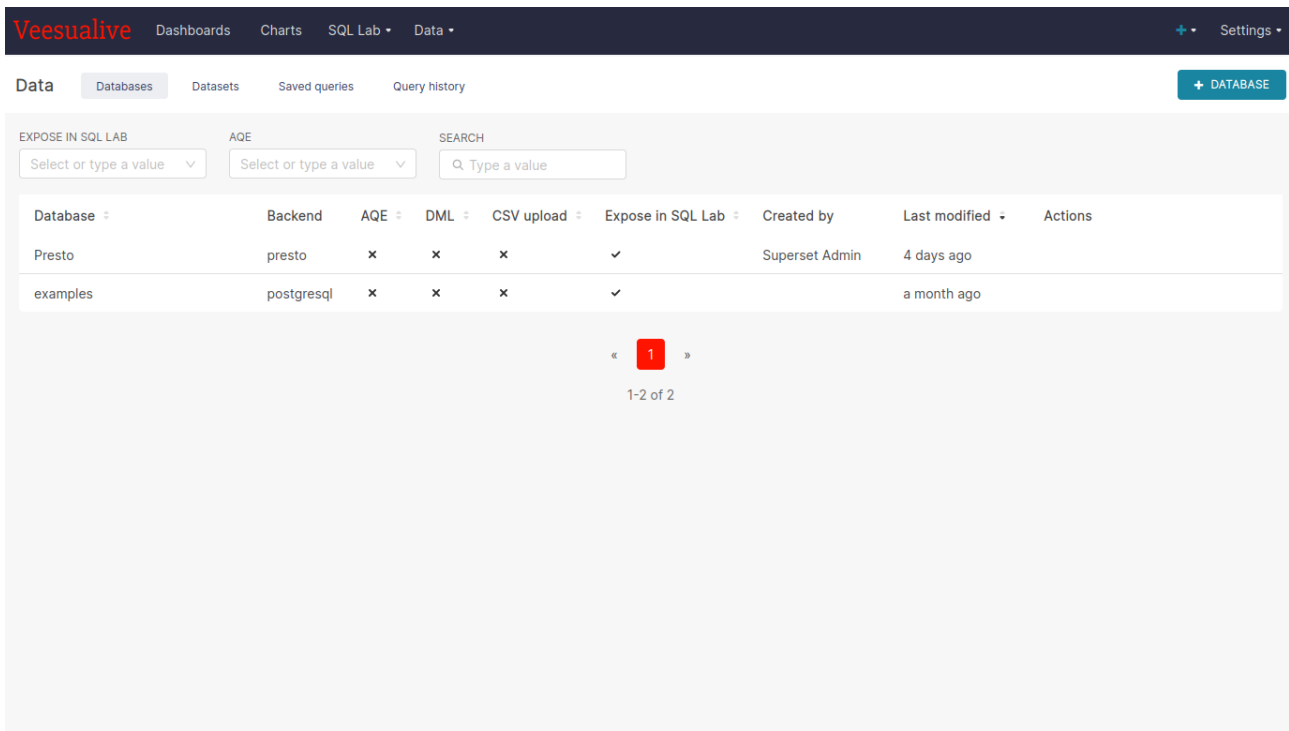 Veesualive Dashboards Charts SQL Lab Data Settings
Data Databases Datasets Saved queries Query history + DATABASE
EXPOSE IN SQL LAB AQE SEARCH
Select or type a value Select or type a value Type a value
Database Backend AQE DML CSV upload Expose in SQL Lab Created by Last modified Actions
Presto presto Superset Admin 4 days ago
examples postgresql a month ago
« 1 »
1-2 of 2